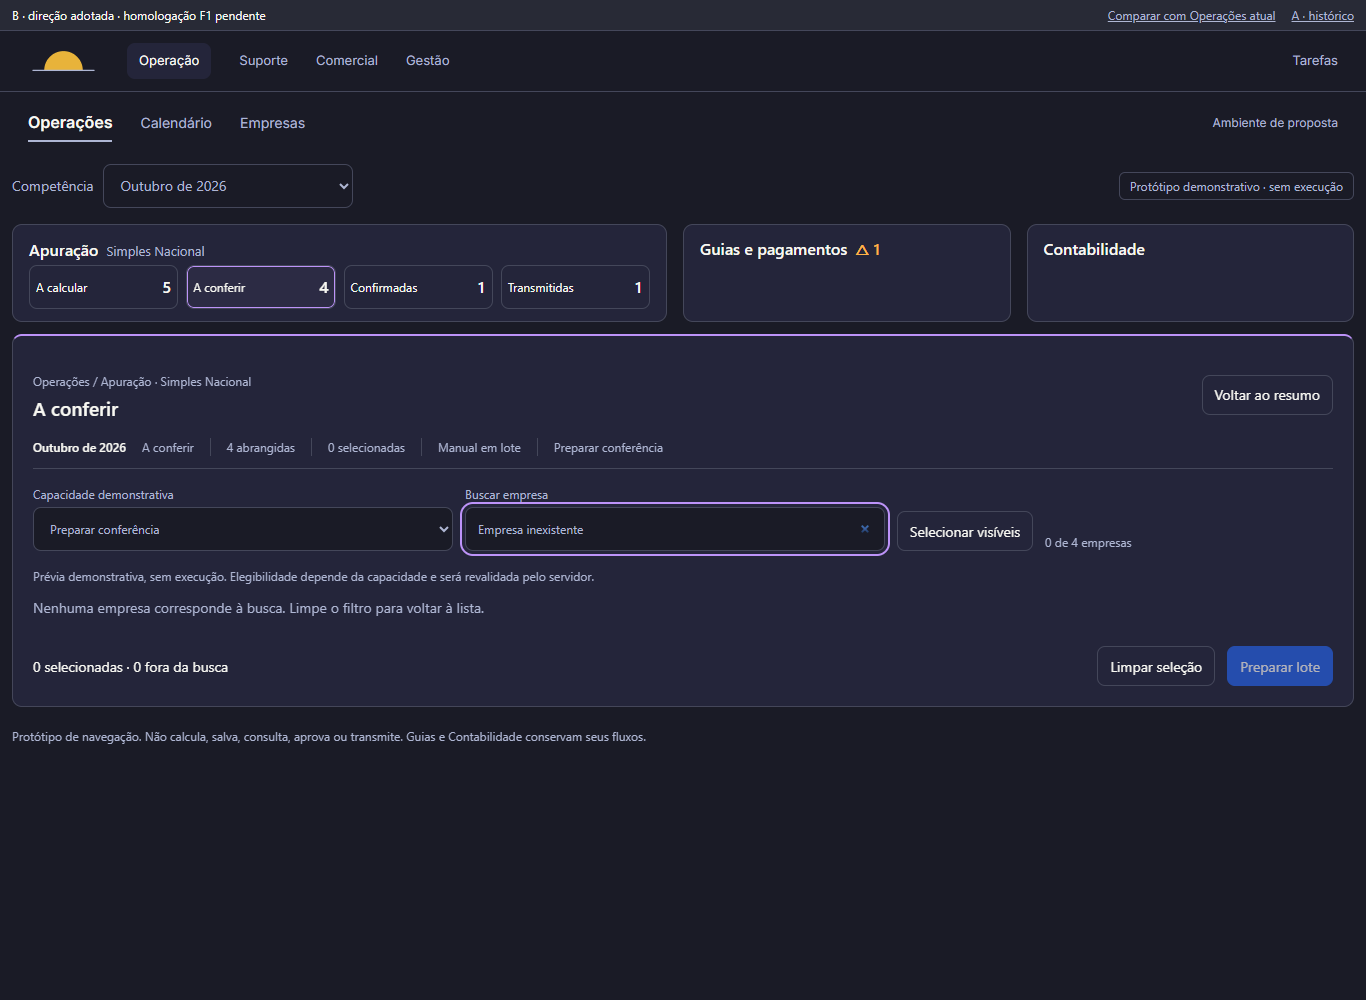 B · direção adotada · homologação F1 pendente
Comparar com Operações atual
A · histórico
Operação
Suporte
Comercial
Gestão
Tarefas
Operações
Calendário
Empresas
Ambiente de proposta
Competência
Outubro de 2026
Protótipo demonstrativo · sem execução
Apuração Simples Nacional
A calcular 5
A conferir 4
Confirmadas 1
Transmitidas 1
Guias e pagamentos 1
Contabilidade
Operações / Apuração · Simples Nacional
A conferir
Voltar ao resumo
Outubro de 2026
A conferir
4 abrangidas
0 selecionadas
Manual em lote
Preparar conferência
Capacidade demonstrativa
Buscar empresa
Preparar conferência
Empresa inexistente
Selecionar visíveis
0 de 4 empresas
Prévia demonstrativa, sem execução. Elegibilidade depende da capacidade e será revalidada pelo servidor.
Nenhuma empresa corresponde à busca. Limpe o filtro para voltar à lista.
0 selecionadas · 0 fora da busca
Limpar seleção
Preparar lote
Protótipo de navegação. Não calcula, salva, consulta, aprova ou transmite. Guias e Contabilidade conservam seus fluxos.